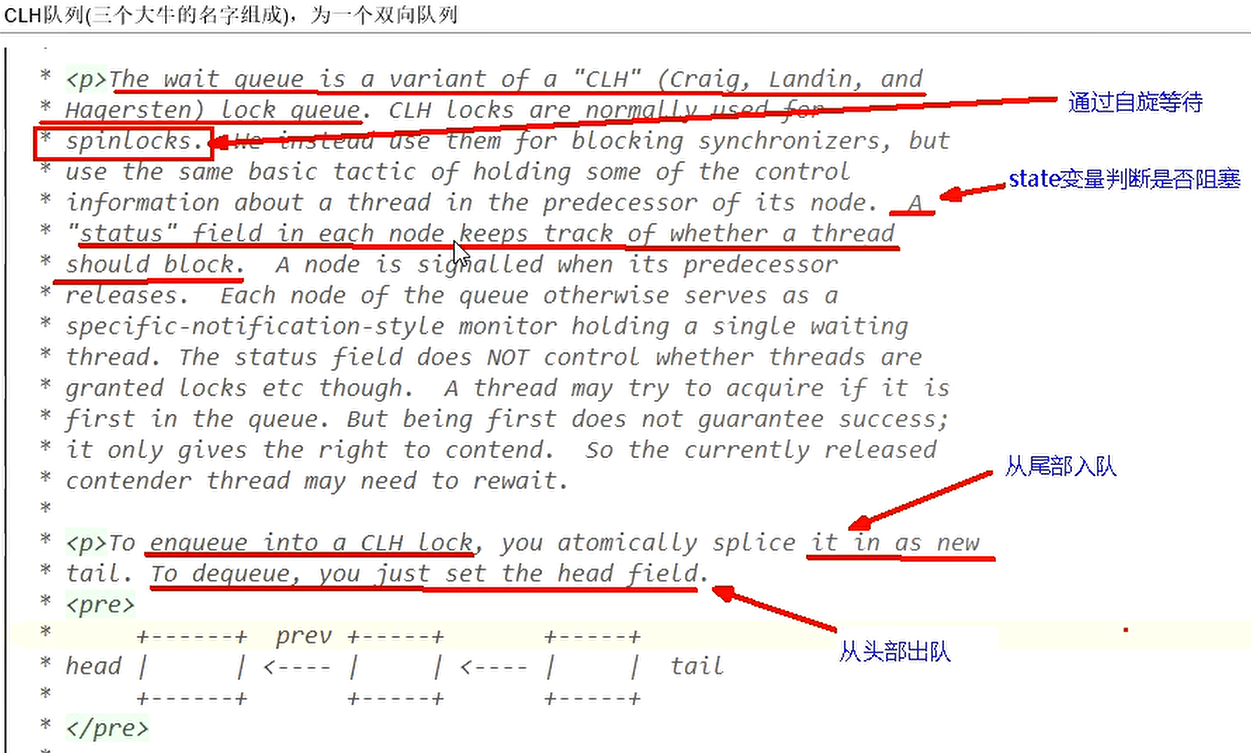 CLH队列(三个大牛的名字组成)，为一个双向队列
* <p>The wait queue is a variant of a "CLH" (Craig, Landin, and
* Hagersten) lock queue. CLH locks are normally used for
通过自旋等待
* spinlocks. We instead use them for blocking synchronizers, but
* use the same basic tactic of holding some of the control
state变量判断是否阻塞
* information about a thread in the predecessor of its node. A
* "status" field in each node keeps track of whether a thread
* should block. A node is signalled when its predecessor
* releases. Each node of the queue otherwise serves as a
* specific-notification-style monitor holding a single waiting
* thread. The status field does NOT control whether threads are
* granted locks etc though. A thread may try to acquire if it is
* first in the queue. But being first does not guarantee success;
* it only gives the right to contend. So the currently released
从尾部入队
* contender thread may need to rewait.
*
* <p>To enqueue into a CLH lock, you atomically splice it in as new
* tail. To dequeue, you just set the head field.
* <pre>
* +------+ prev +-----+ +-----+
从头部出队
* head | | <---- | | <---- | | tail
* +------+ +-----+ +-----+
* </pre>
*